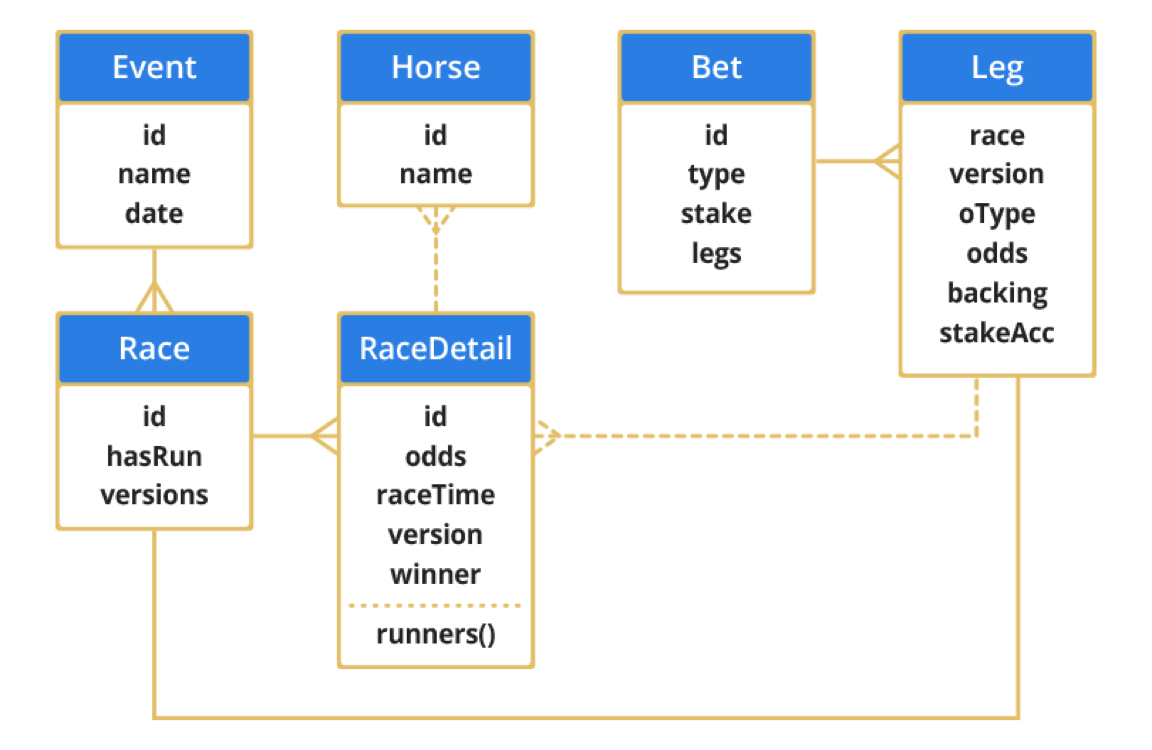 Event
id
name
date
Horse
id
name
Bet
id
type
stake
legs
Leg
race
version
oType
odds
backing
stakeAcc
Race
id
hasRun
versions
RaceDetail
id
odds
raceTime
version
winner
runners()